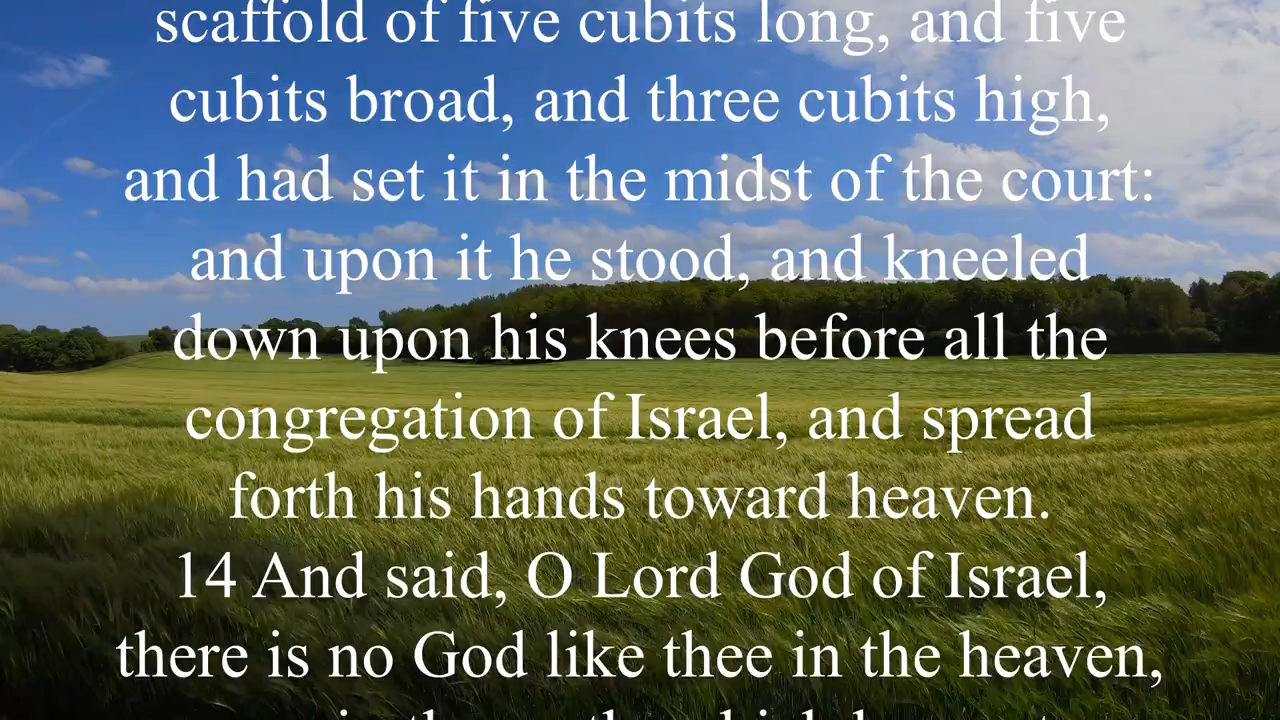 scaffold of five cubits long, and five
cubits broad, and three cubits high,
and had set it in the midst of the court:
and upon it he stood, and kneeled
down upon his knees before all the
congregation of Israel, and spread
forth his hands toward heaven.
14 And said, O Lord God of Israel,
there is no God like thee in the heaven,